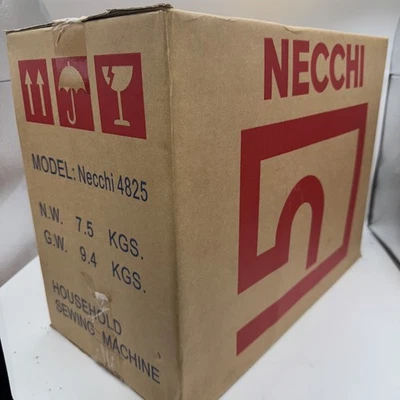 NECCHI
MODEL: Necchi 4825
N.W. 7.5 KGS.
G.W. 9.4 KGS.
HOUSEHOLD
SEWING MACHINE